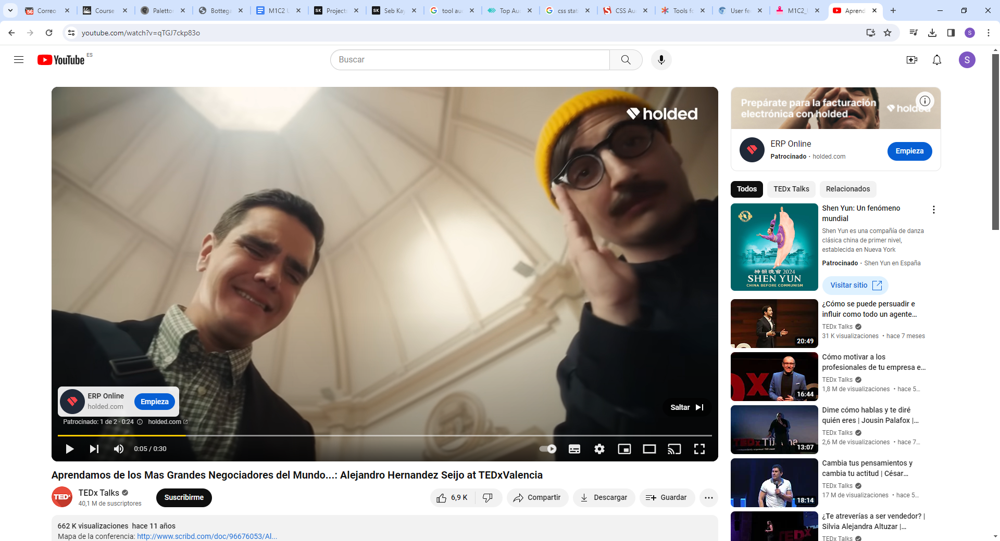 Correo
Course
Paletto
Bottega
M1C2 U
Projects
Seb Kay
tool au
Top Au
css stat
CSS Au
Tools fo
User fe
M1C2_
Aprend
youtube.com/watch?v=qTGJ7ckp83o
S
YouTube ES
Buscar
S
holded
Prepárate para la facturación
electrónica con holded
holded
ERP Online
Patrocinado · holded.com
Empieza
Todos
TEDx Talks
Relacionados
Shen Yun: Un fenómeno
mundial
Shen Yun es una compañía de danza
clásica china de primer nivel,
establecida en Nueva York
Patrocinado · Shen Yun en España
Visitar sitio
神韻晚會 2024
SHEN YUN
CHINA BEFORE COMMUNISM
¿Cómo se puede persuadir e
influir como todo un agente…
TEDx Talks
31 K visualizaciones • hace 7 meses
20:49
Cómo motivar a los
profesionales de tu empresa e…
TEDx Talks
1,8 M de visualizaciones • hace 5…
16:44
Dime cómo hablas y te diré
quién eres | Jousin Palafox |…
TEDx Talks
2,6 M de visualizaciones • hace 7…
13:07
Cambia tus pensamientos y
cambia tu actitud | César…
TEDx Talks
17 M de visualizaciones • hace 5…
18:14
¿Te atreverías a ser vendedor? |
Silvia Alejandra Altuzar |…
TEDx Talks
ERP Online
holded.com
Empieza
Patrocinado: 1 de 2 · 0:24 holded.com
Saltar
0:05 / 0:30
Aprendamos de los Mas Grandes Negociadores del Mundo...: Alejandro Hernandez Seijo at TEDxValencia
TEDx
TEDx Talks
40,1 M de suscriptores
Suscribirme
6,9 K
Compartir
Descargar
Guardar
662 K visualizaciones hace 11 años
Mapa de la conferencia: http://www.scribd.com/doc/96676053/Al...